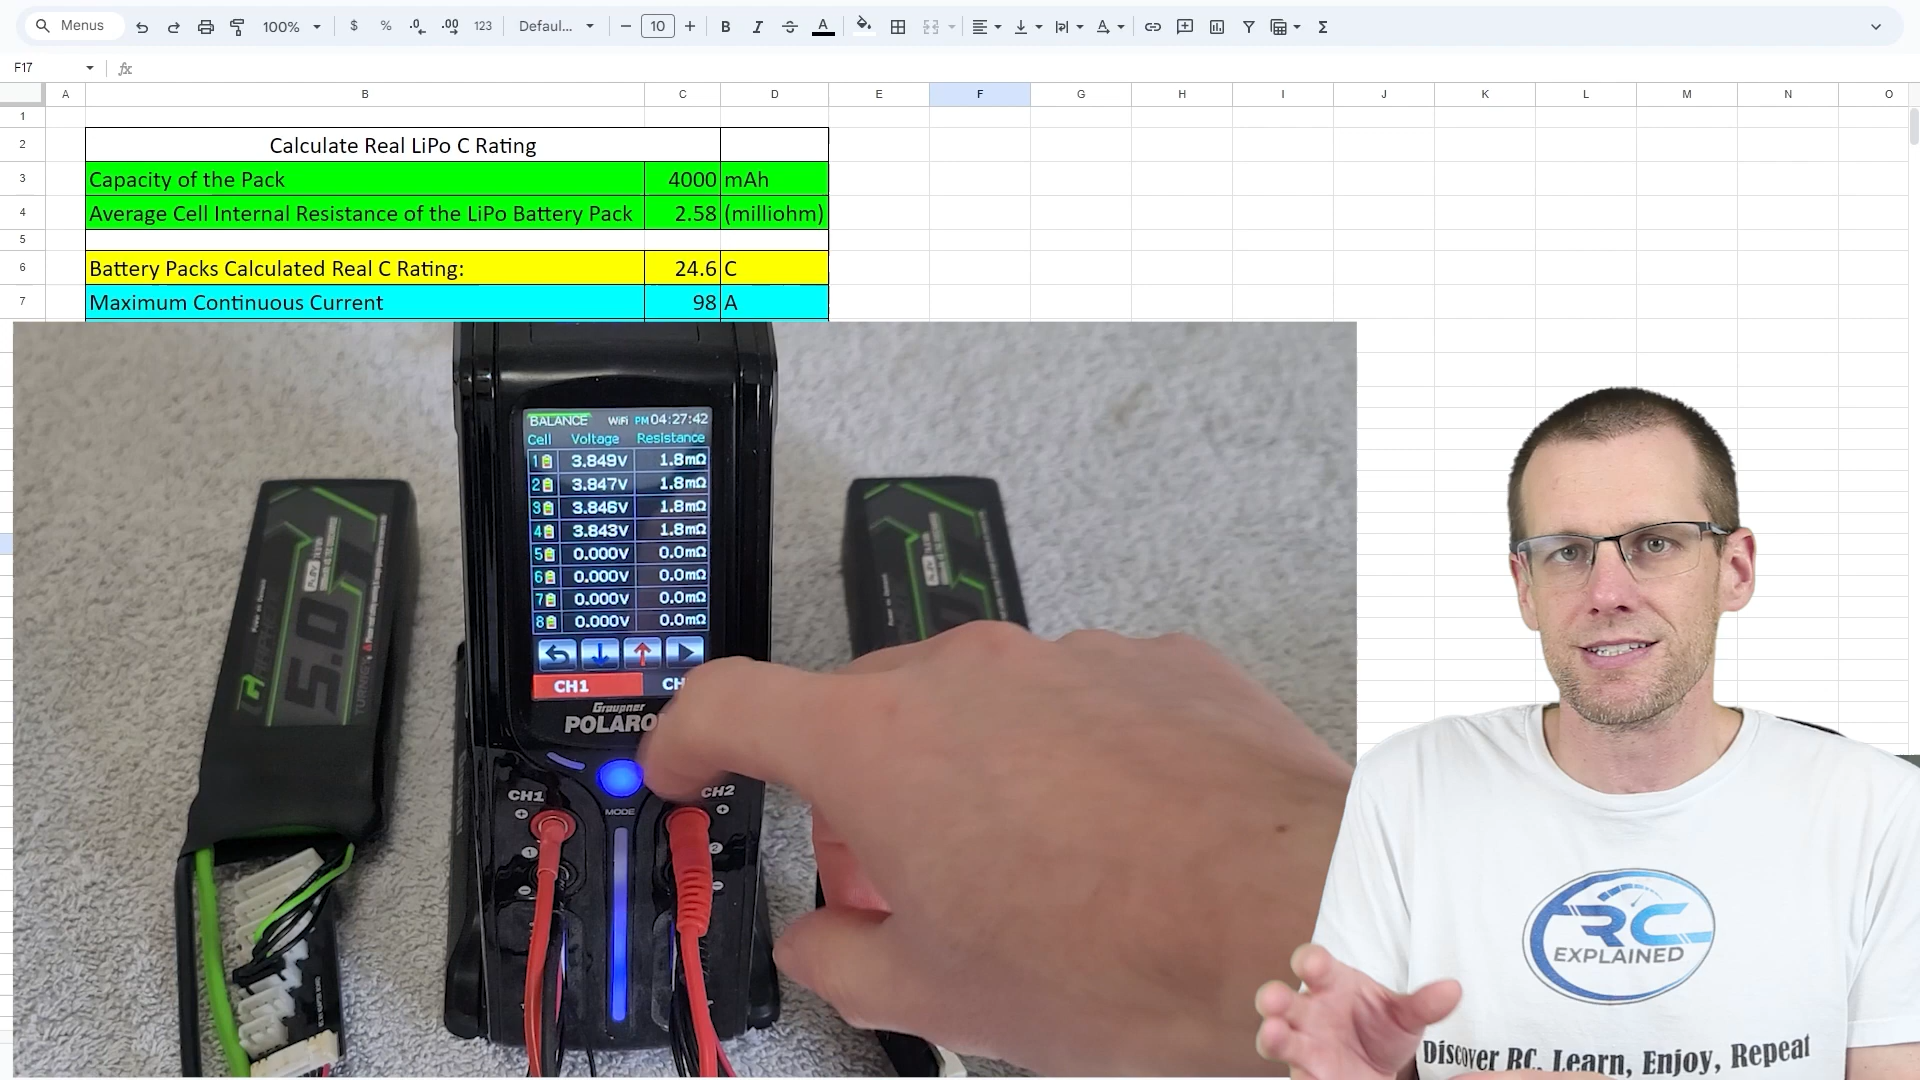 Menus 100% $ % .0 .00 123 Defaul... 10 B I A Σ
F17 fx
A B C D E F G H I J K L M N O
1
2 Calculate Real LiPo C Rating
3 Capacity of the Pack 4000 mAh
4 Average Cell Internal Resistance of the LiPo Battery Pack 2.58 (milliohm)
5
6 Battery Packs Calculated Real C Rating: 24.6 C
7 Maximum Continuous Current 98 A
BALANCE WiFi PM 04:27:42
Cell Voltage Resistance
1 3.849V 1.8mΩ
2 3.847V 1.8mΩ
3 3.846V 1.8mΩ
4 3.843V 1.8mΩ
5 0.000V 0.0mΩ
6 0.000V 0.0mΩ
7 0.000V 0.0mΩ
8 0.000V 0.0mΩ
CH1 CH
Graupner
POLARO
CH1 CH2
MODE
5.0
RC
EXPLAINED
Discover RC, Learn, Enjoy, Repeat